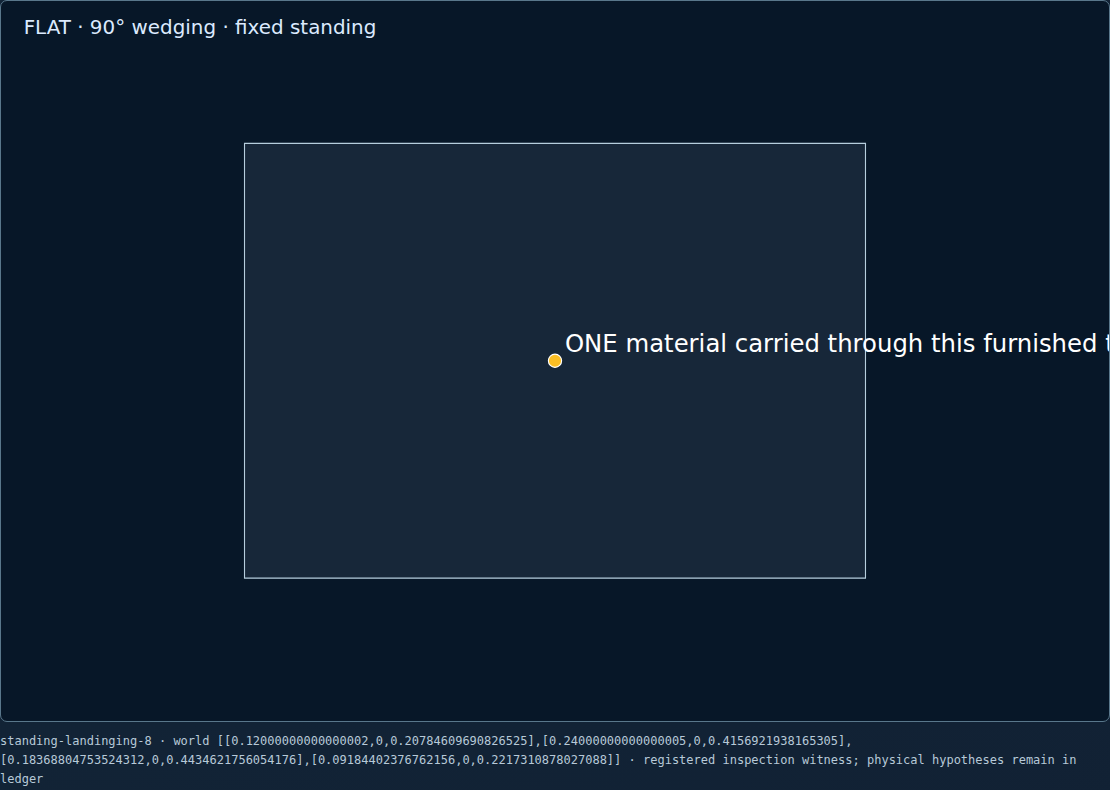 FLAT · 90° wedging · fixed standing
ONE material carried through this furnished
standing-landinging-8 · world [[0.12000000000000002,0,0.20784609690826525],[0.24000000000000005,0,0.4156921938165305],
[0.18368804753524312,0,0.4434621756054176],[0.09184402376762156,0,0.2217310878027088]] · registered inspection witness; physical hypotheses remain in
ledger